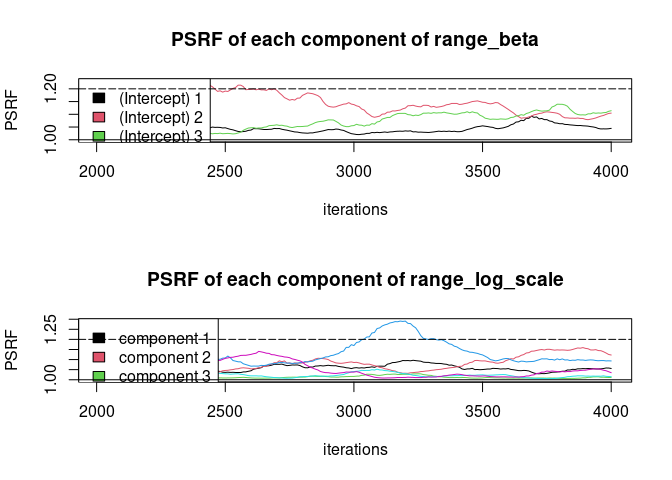 PSRF of each component of range_beta
PSRF
1.20
1.00
(Intercept) 1
(Intercept) 2
(Intercept) 3
2000 2500 3000 3500 4000
iterations
PSRF of each component of range_log_scale
PSRF
1.25
1.00
component 1
component 2
component 3
2000 2500 3000 3500 4000
iterations